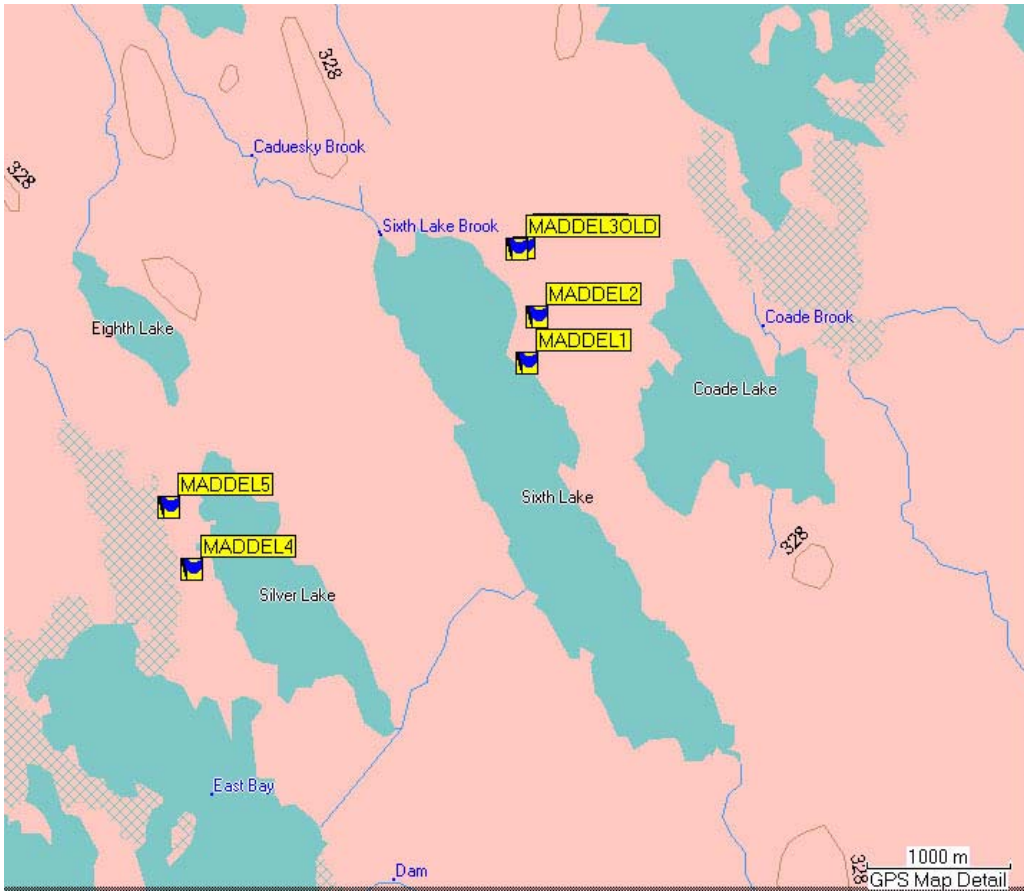 328
Caduesky Brook
328
Sixth Lake Brook
MADDEL3OLD
MADDEL2
Coade Brook
Eighth Lake
MADDEL1
Coade Lake
MADDEL5
Sixth Lake
MADDEL4
328
Silver Lake
East Bay
1000 m
328
Dam
GPS Map Detail